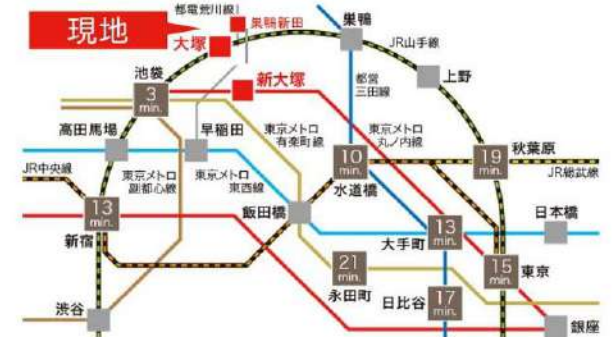 都電荒川線
巣鴨新田
巣鴨
現地
大塚
JR山手線
池袋
新大塚
都営
三田線
上野
3
min.
高田馬場
早稲田
東京メトロ
有楽町線
東京メトロ
丸ノ内線
10
min.
19
min.
秋葉原
JR中央線
東京メトロ
副都心線
東京メトロ
東西線
水道橋
JR総武線
13
min.
新宿
飯田橋
大手町
13
min.
日本橋
21
min.
永田町
15
min.
東京
日比谷
17
min.
渋谷
銀座